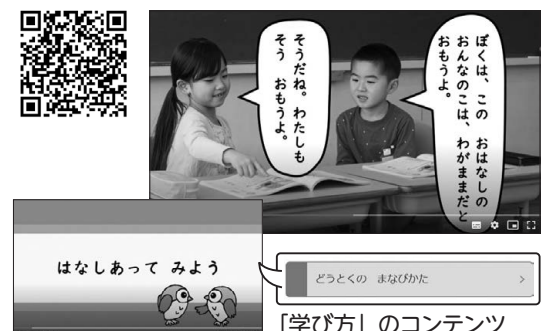 ぼくは、この おはなしの
おんなのこは、わがままだと
おもうよ。
そうだね。わたしも
そう おもうよ。
はなしあって みよう
どうとくの まなびかた
「学び方」のコンテンツ